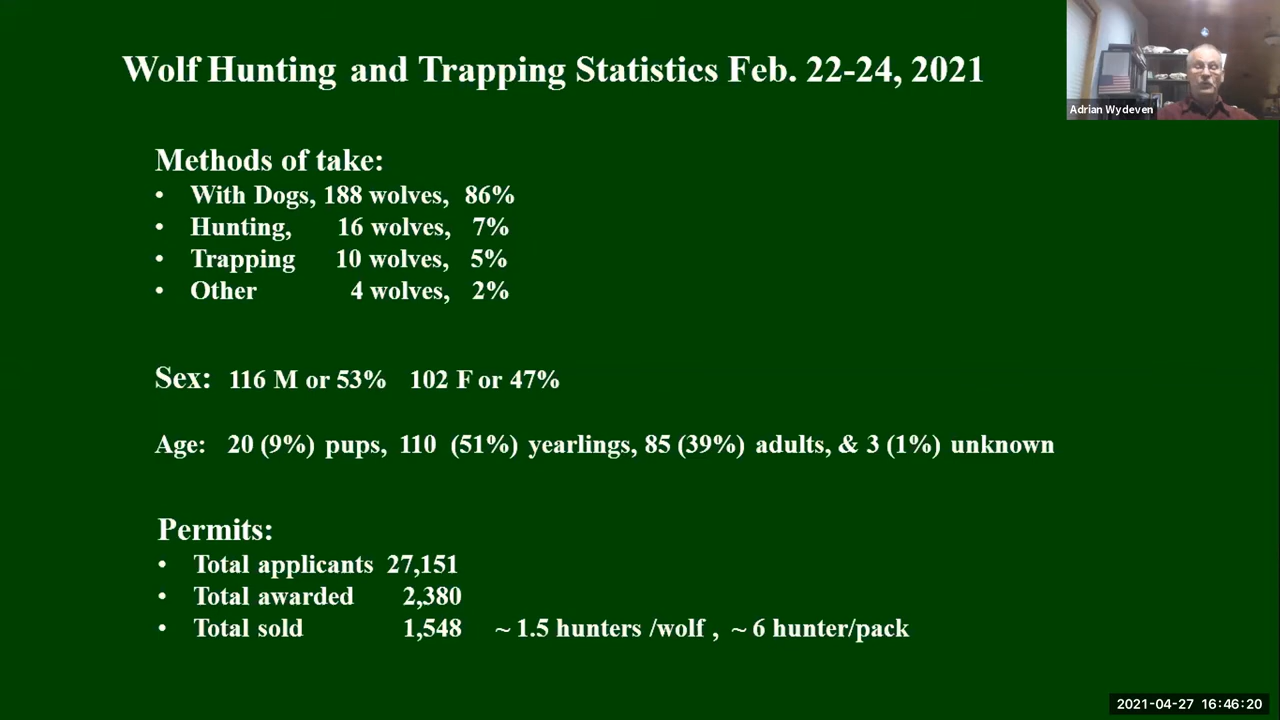 Wolf Hunting and Trapping Statistics Feb. 22-24, 2021
Adrian Wydeven
Methods of take:
• With Dogs, 188 wolves, 86%
• Hunting, 16 wolves, 7%
• Trapping 10 wolves, 5%
• Other 4 wolves, 2%
Sex: 116 M or 53% 102 F or 47%
Age: 20 (9%) pups, 110 (51%) yearlings, 85 (39%) adults, & 3 (1%) unknown
Permits:
• Total applicants 27,151
• Total awarded 2,380
• Total sold 1,548 ~ 1.5 hunters /wolf , ~ 6 hunter/pack
2021-04-27 16:46:20